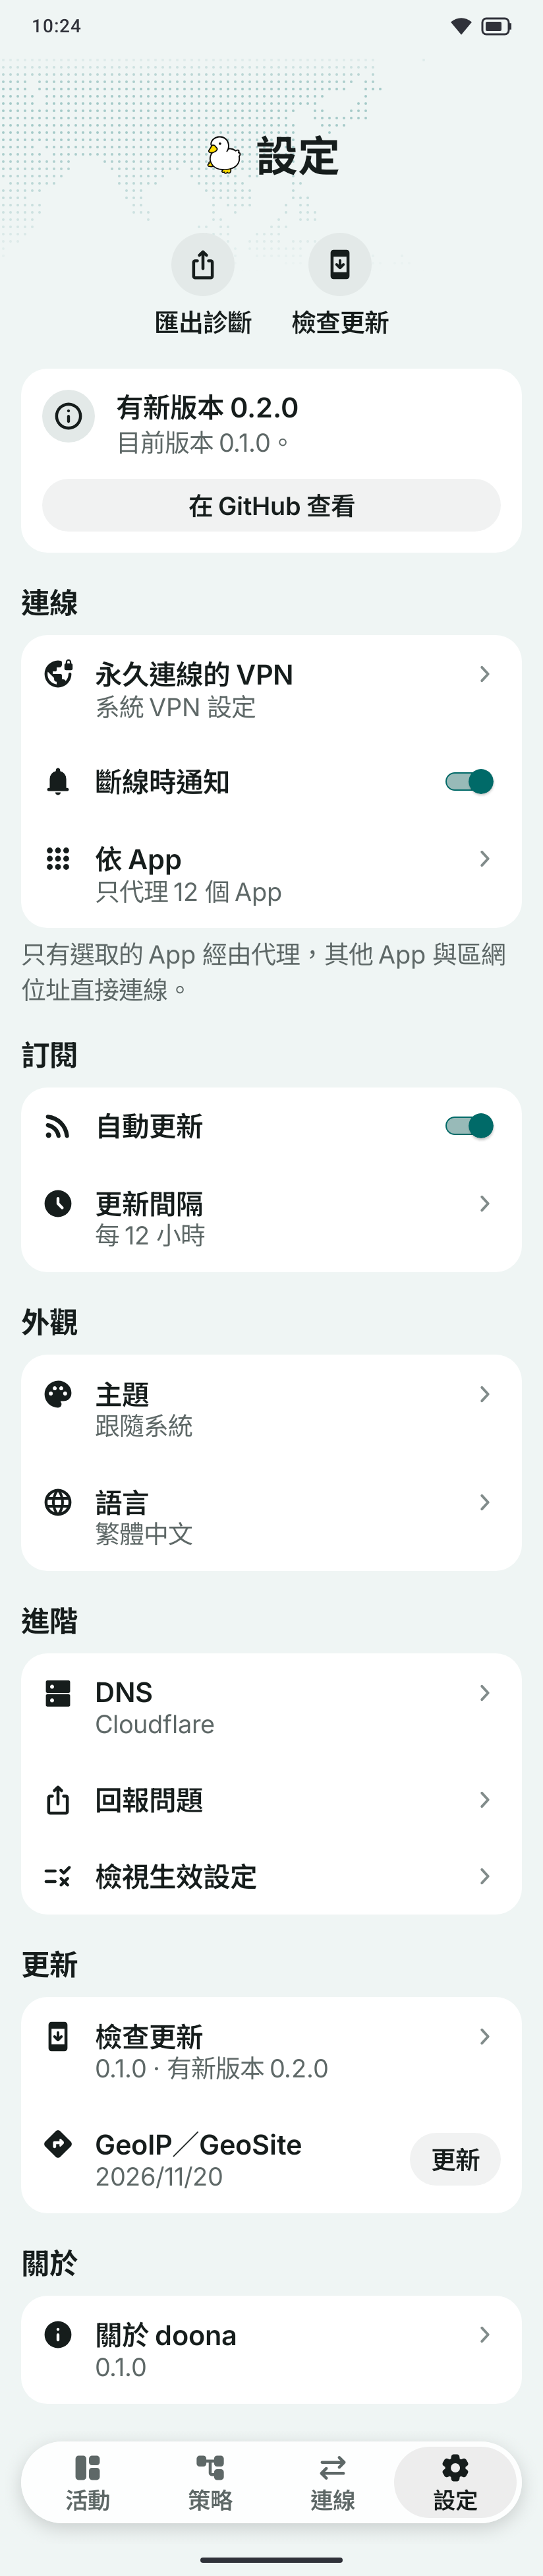 10:24
設定
匯出診斷
檢查更新
有新版本 0.2.0
目前版本 0.1.0。
在 GitHub 查看
連線
永久連線的 VPN
系統 VPN 設定
斷線時通知
依 App
只代理 12 個 App
只有選取的 App 經由代理，其他 App 與區網
位址直接連線。
訂閱
自動更新
更新間隔
每 12 小時
外觀
主題
跟隨系統
語言
繁體中文
進階
DNS
Cloudflare
回報問題
檢視生效設定
更新
檢查更新
0.1.0 · 有新版本 0.2.0
GeoIP／GeoSite
2026/11/20
更新
關於
關於 doona
0.1.0
活動
策略
連線
設定